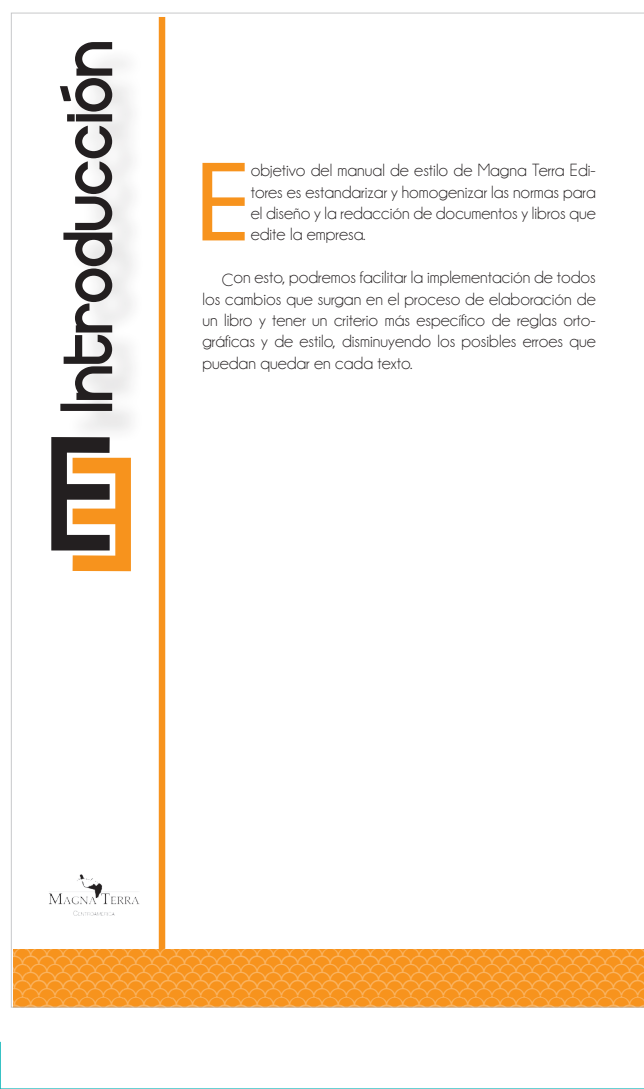 Introducción
E objetivo del manual de estilo de Magna Terra Edi-
tores es estandarizar y homogenizar las normas para
el diseño y la redacción de documentos y libros que
edite la empresa.
Con esto, podremos facilitar la implementación de todos
los cambios que surgan en el proceso de elaboración de
un libro y tener un criterio más específico de reglas orto-
gráficas y de estilo, disminuyendo los posibles erroes que
puedan quedar en cada texto.
MAGNA TERRA
CENTROAMÉRICA